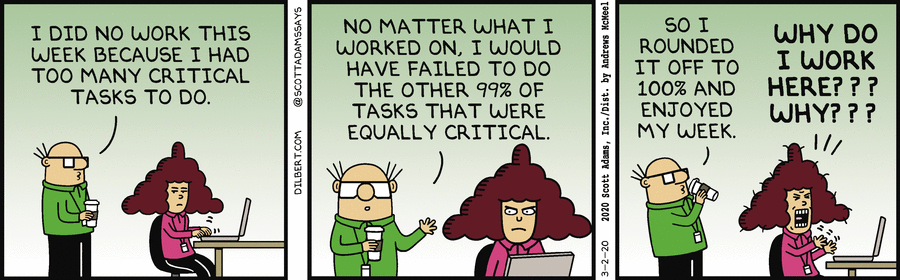 I DID NO WORK THIS
WEEK BECAUSE I HAD
TOO MANY CRITICAL
TASKS TO DO.
DILBERT.COM @SCOTTADAMSSAYS
NO MATTER WHAT I
WORKED ON, I WOULD
HAVE FAILED TO DO
THE OTHER 99% OF
TASKS THAT WERE
EQUALLY CRITICAL.
3-2-20 2020 Scott Adams, Inc./Dist. by Andrews McMeel
SO I
ROUNDED
IT OFF TO
100% AND
ENJOYED
MY WEEK.
WHY DO
I WORK
HERE???
WHY???